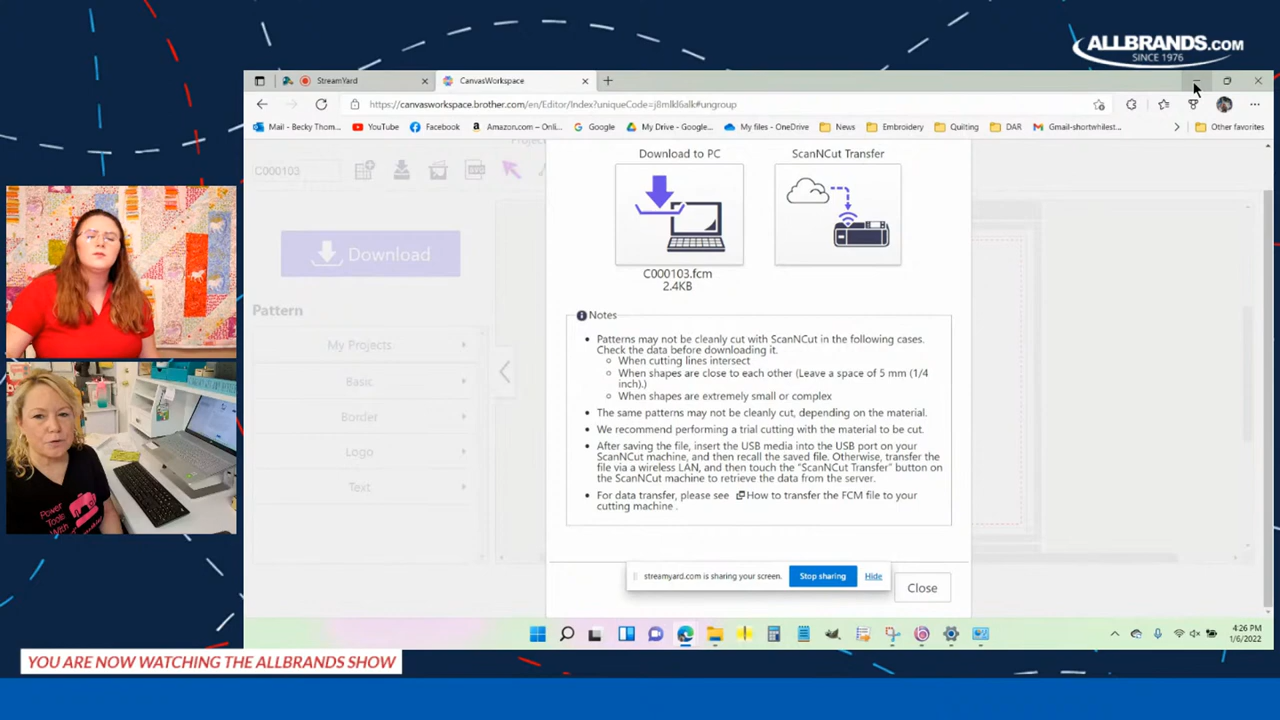 ALLBRANDS.COM
SINCE 1976
StreamYard
CanvasWorkspace
https://canvasworkspace.brother.com/en/Editor/Index?uniqueCode=j8mlkl6alk#ungroup
Mail - Becky Thom...
YouTube
Facebook
Amazon.com – Onli...
Google
My Drive - Google...
My files - OneDrive
News
Embroidery
Quilting
DAR
Gmail-shortwhilest...
Other favorites
C000103
Download
Pattern
My Projects
Basic
Border
Logo
Text
Download to PC
ScanNCut Transfer
C000103.fcm
2.4KB
Notes
Patterns may not be cleanly cut with ScanNCut in the following cases.
Check the data before downloading it.
When cutting lines intersect
When shapes are close to each other (Leave a space of 5 mm (1/4
inch).)
When shapes are extremely small or complex
The same patterns may not be cleanly cut, depending on the material.
We recommend performing a trial cutting with the material to be cut.
After saving the file, insert the USB media into the USB port on your
ScanNCut machine, and then recall the saved file. Otherwise, transfer the
file via a wireless LAN, and then touch the "ScanNCut Transfer" button on
the ScanNCut machine to retrieve the data from the server.
For data transfer, please see How to transfer the FCM file to your
cutting machine .
streamyard.com is sharing your screen.
Stop sharing
Hide
Close
4:26 PM
1/6/2022
Power
Tools
With
YOU ARE NOW WATCHING THE ALLBRANDS SHOW